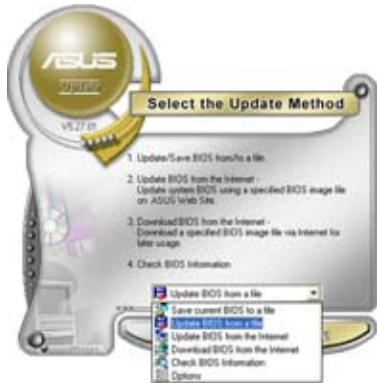 ASUS
Update
Select the Update Method
1. Update/Save BIOS from/to a file.
2. Update BIOS from the Internet -
Update system BIOS using a specified BIOS image file
on ASUS Web Site.
3. Download BIOS from the Internet -
Download a specified BIOS image file via Internet for
later usage.
4. Check BIOS Information
Update BIOS from a file
Save current BIOS to a file
Update BIOS from a file
Update BIOS from the Internet
Download BIOS from the Internet
Check BIOS Information
Options